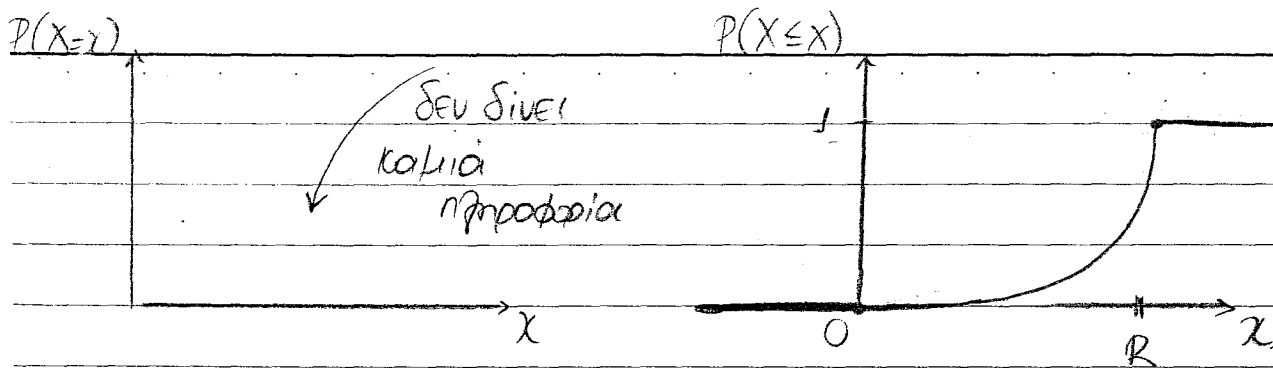 P(X=x)
P(X≤x)
δεν δίνει
καμιά
πληροφορία
1
x
0
R
x